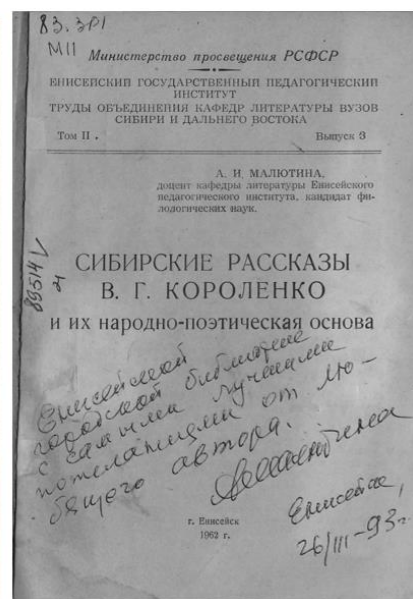 83.3Р1
М11
Министерство просвещения РСФСР
ЕНИСЕЙСКИЙ ГОСУДАРСТВЕННЫЙ ПЕДАГОГИЧЕСКИЙ
ИНСТИТУТ
ТРУДЫ ОБЪЕДИНЕНИЯ КАФЕДР ЛИТЕРАТУРЫ ВУЗОВ
СИБИРИ И ДАЛЬНЕГО ВОСТОКА
Том II. Выпуск 3
А. И. МАЛЮТИНА,
доцент кафедры литературы Енисейского
педагогического института, кандидат фи-
лологических наук.
89514
СИБИРСКИЕ РАССКАЗЫ
В. Г. КОРОЛЕНКО
и их народно-поэтическая основа
Енисейской
городской библиотеке
с самыми лучшими
пожеланиями от лю-
бящего автора.
Малютина
Енисейск,
26/III-93г.
г. Енисейск
1962 г.